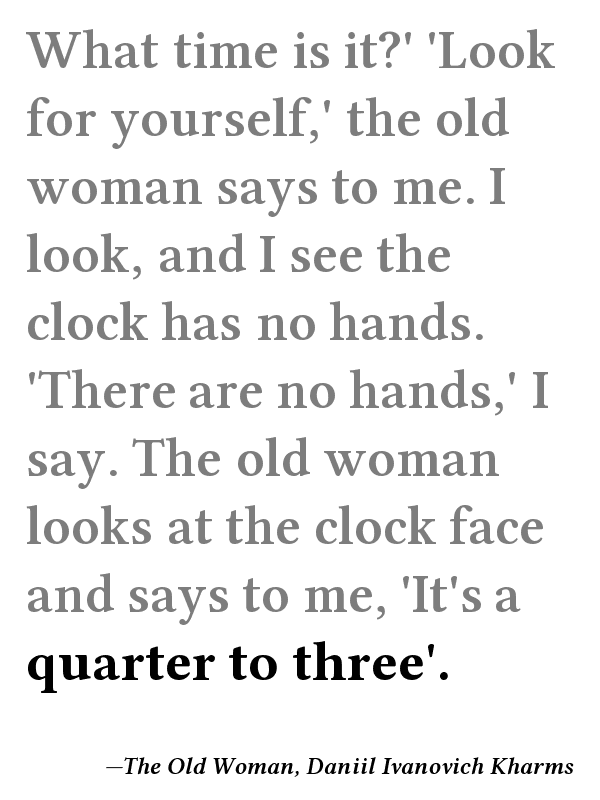 What time is it?' 'Look
for yourself,' the old
woman says to me. I
look, and I see the
clock has no hands.
'There are no hands,' I
say. The old woman
looks at the clock face
and says to me, 'It's a
quarter to three'.
—The Old Woman, Daniil Ivanovich Kharms